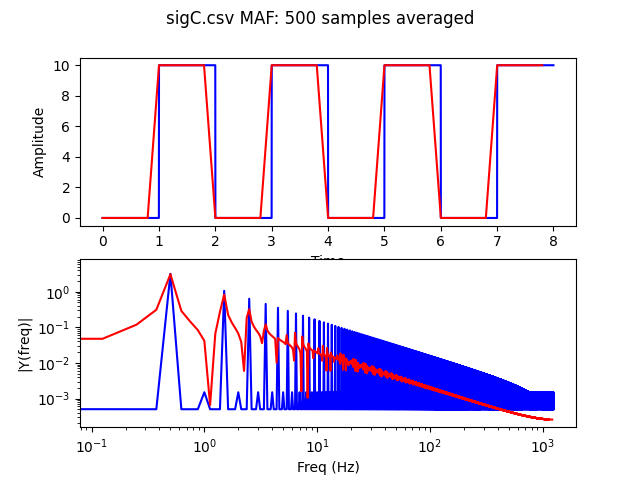 sigC.csv MAF: 500 samples averaged
10
8
6
4
2
0
Amplitude
0 1 2 3 4 5 6 7 8
Time
10⁰
10⁻¹
10⁻²
10⁻³
|Y(freq)|
10⁻¹ 10⁰ 10¹ 10² 10³
Freq (Hz)